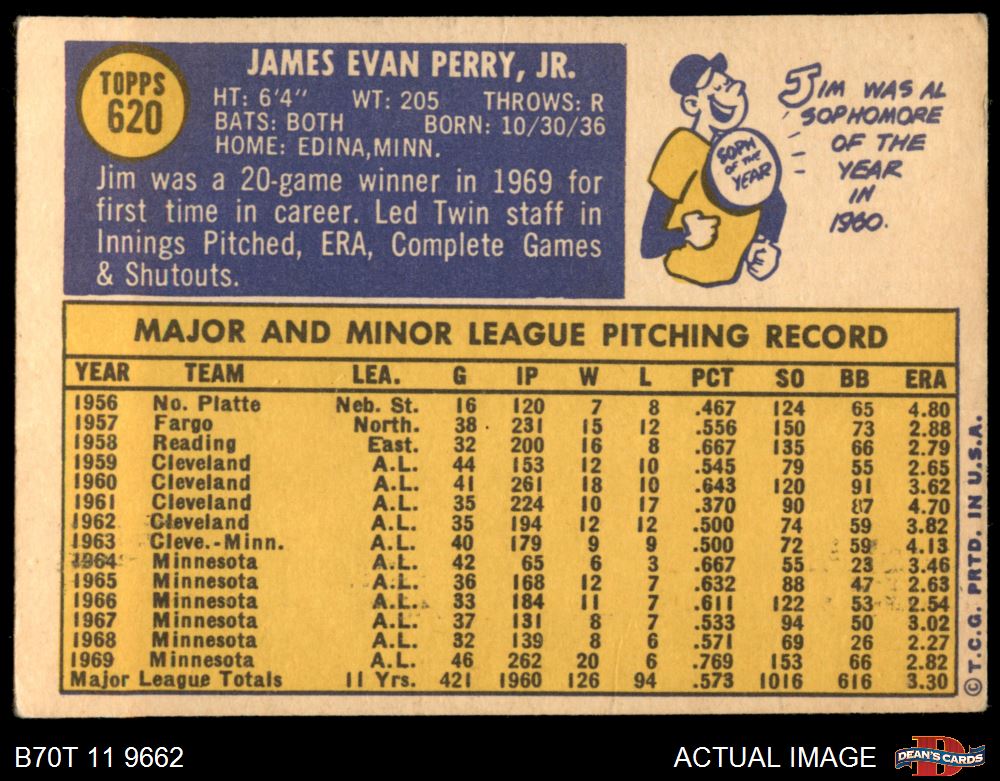 TOPPS
620
JAMES EVAN PERRY, JR.
HT: 6'4" WT: 205 THROWS: R
BATS: BOTH BORN: 10/30/36
HOME: EDINA,MINN.
Jim was a 20-game winner in 1969 for
first time in career. Led Twin staff in
Innings Pitched, ERA, Complete Games
& Shutouts.
SOPH
OF THE
YEAR
JIM WAS AL
SOPHOMORE
OF THE
YEAR
IN
1960.
MAJOR AND MINOR LEAGUE PITCHING RECORD
YEAR TEAM LEA. G IP W L PCT SO BB ERA
1956 No. Platte Neb. St. 16 120 7 8 .467 124 65 4.80
1957 Fargo North. 38 231 15 12 .556 150 73 2.88
1958 Reading East. 32 200 16 8 .667 135 66 2.79
1959 Cleveland A.L. 44 153 12 10 .545 79 55 2.65
1960 Cleveland A.L. 41 261 18 10 .643 120 91 3.62
1961 Cleveland A.L. 35 224 10 17 .370 90 87 4.70
1962 Cleveland A.L. 35 194 12 12 .500 74 59 3.82
1963 Cleve.-Minn. A.L. 40 179 9 9 .500 72 59 4.13
1964 Minnesota A.L. 42 65 6 3 .667 55 23 3.46
1965 Minnesota A.L. 36 168 12 7 .632 88 47 2.63
1966 Minnesota A.L. 33 184 11 7 .611 122 53 2.54
1967 Minnesota A.L. 37 131 8 7 .533 94 50 3.02
1968 Minnesota A.L. 32 139 8 6 .571 69 26 2.27
1969 Minnesota A.L. 46 262 20 6 .769 153 66 2.82
Major League Totals 11 Yrs. 421 1960 126 94 .573 1016 616 3.30
© T.C.G. PRTD. IN U.S.A.
B70T 11 9662
ACTUAL IMAGE
D
DEAN'S CARDS